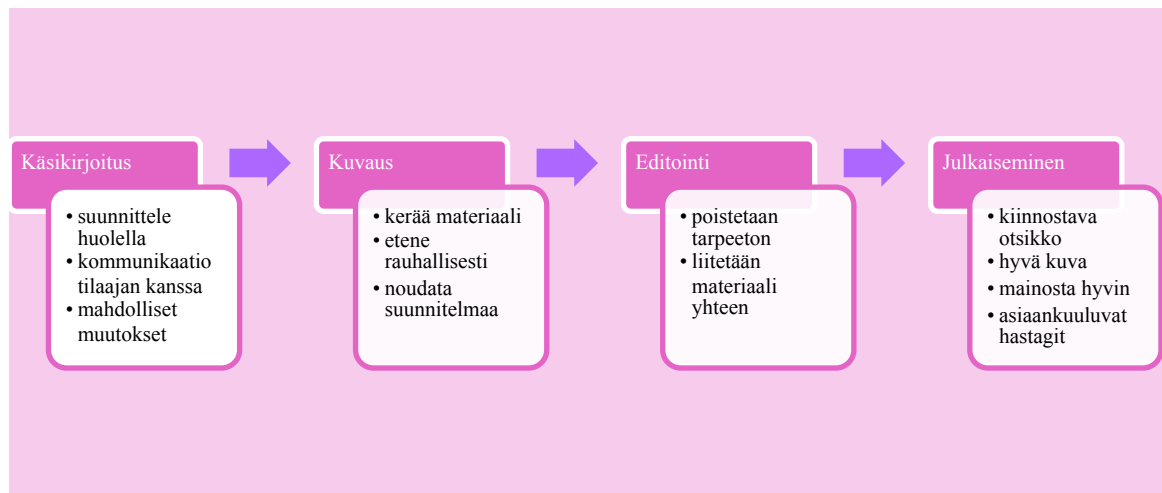 Käsikirjoitus
• suunnittele
huolella
• kommunikaatio
tilaajan kanssa
• mahdolliset
muutokset
Kuvaus
• kerää materiaali
• etene
rauhallisesti
• noudata
suunnitelmaa
Editointi
• poistetaan
tarpeeton
• liitetään
materiaali
yhteen
Julkaiseminen
• kiinnostava
otsikko
• hyvä kuva
• mainosta hyvin
• asiaankuuluvat
hastagit